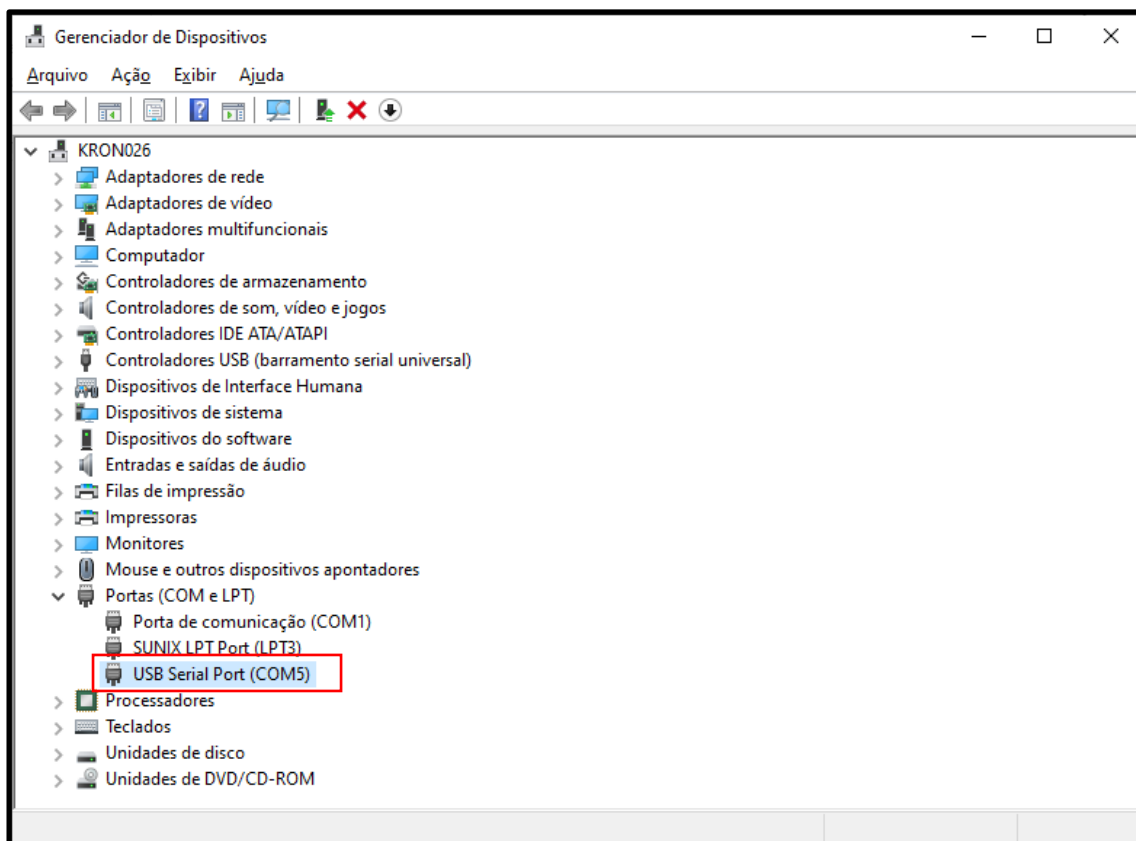 Gerenciador de Dispositivos
Arquivo Ação Exibir Ajuda
KRON026
Adaptadores de rede
Adaptadores de vídeo
Adaptadores multifuncionais
Computador
Controladores de armazenamento
Controladores de som, vídeo e jogos
Controladores IDE ATA/ATAPI
Controladores USB (barramento serial universal)
Dispositivos de Interface Humana
Dispositivos de sistema
Dispositivos do software
Entradas e saídas de áudio
Filas de impressão
Impressoras
Monitores
Mouse e outros dispositivos apontadores
Portas (COM e LPT)
Porta de comunicação (COM1)
SUNIX LPT Port (LPT3)
USB Serial Port (COM5)
Processadores
Teclados
Unidades de disco
Unidades de DVD/CD-ROM